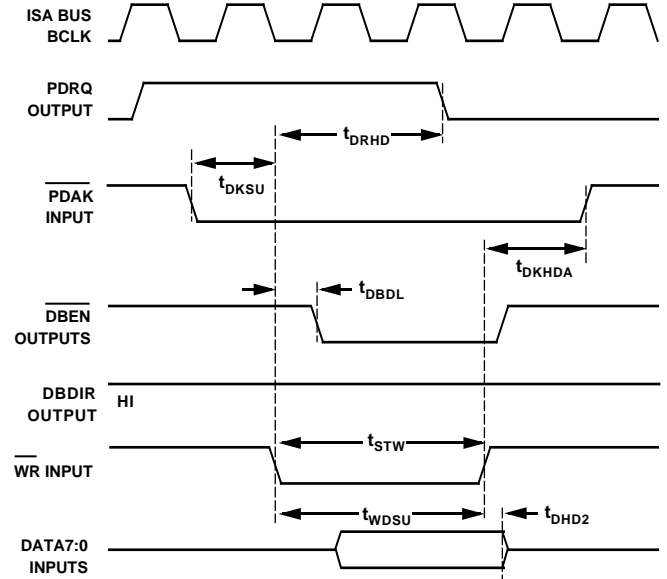 ISA BUS
BCLK
PDRQ
OUTPUT
tDRHD
tDKSU
PDAK
INPUT
tDKHDA
tDBDL
DBEN
OUTPUTS
DBDIR
OUTPUT
HI
tSTW
WR INPUT
tWDSU
tDHD2
DATA7:0
INPUTS